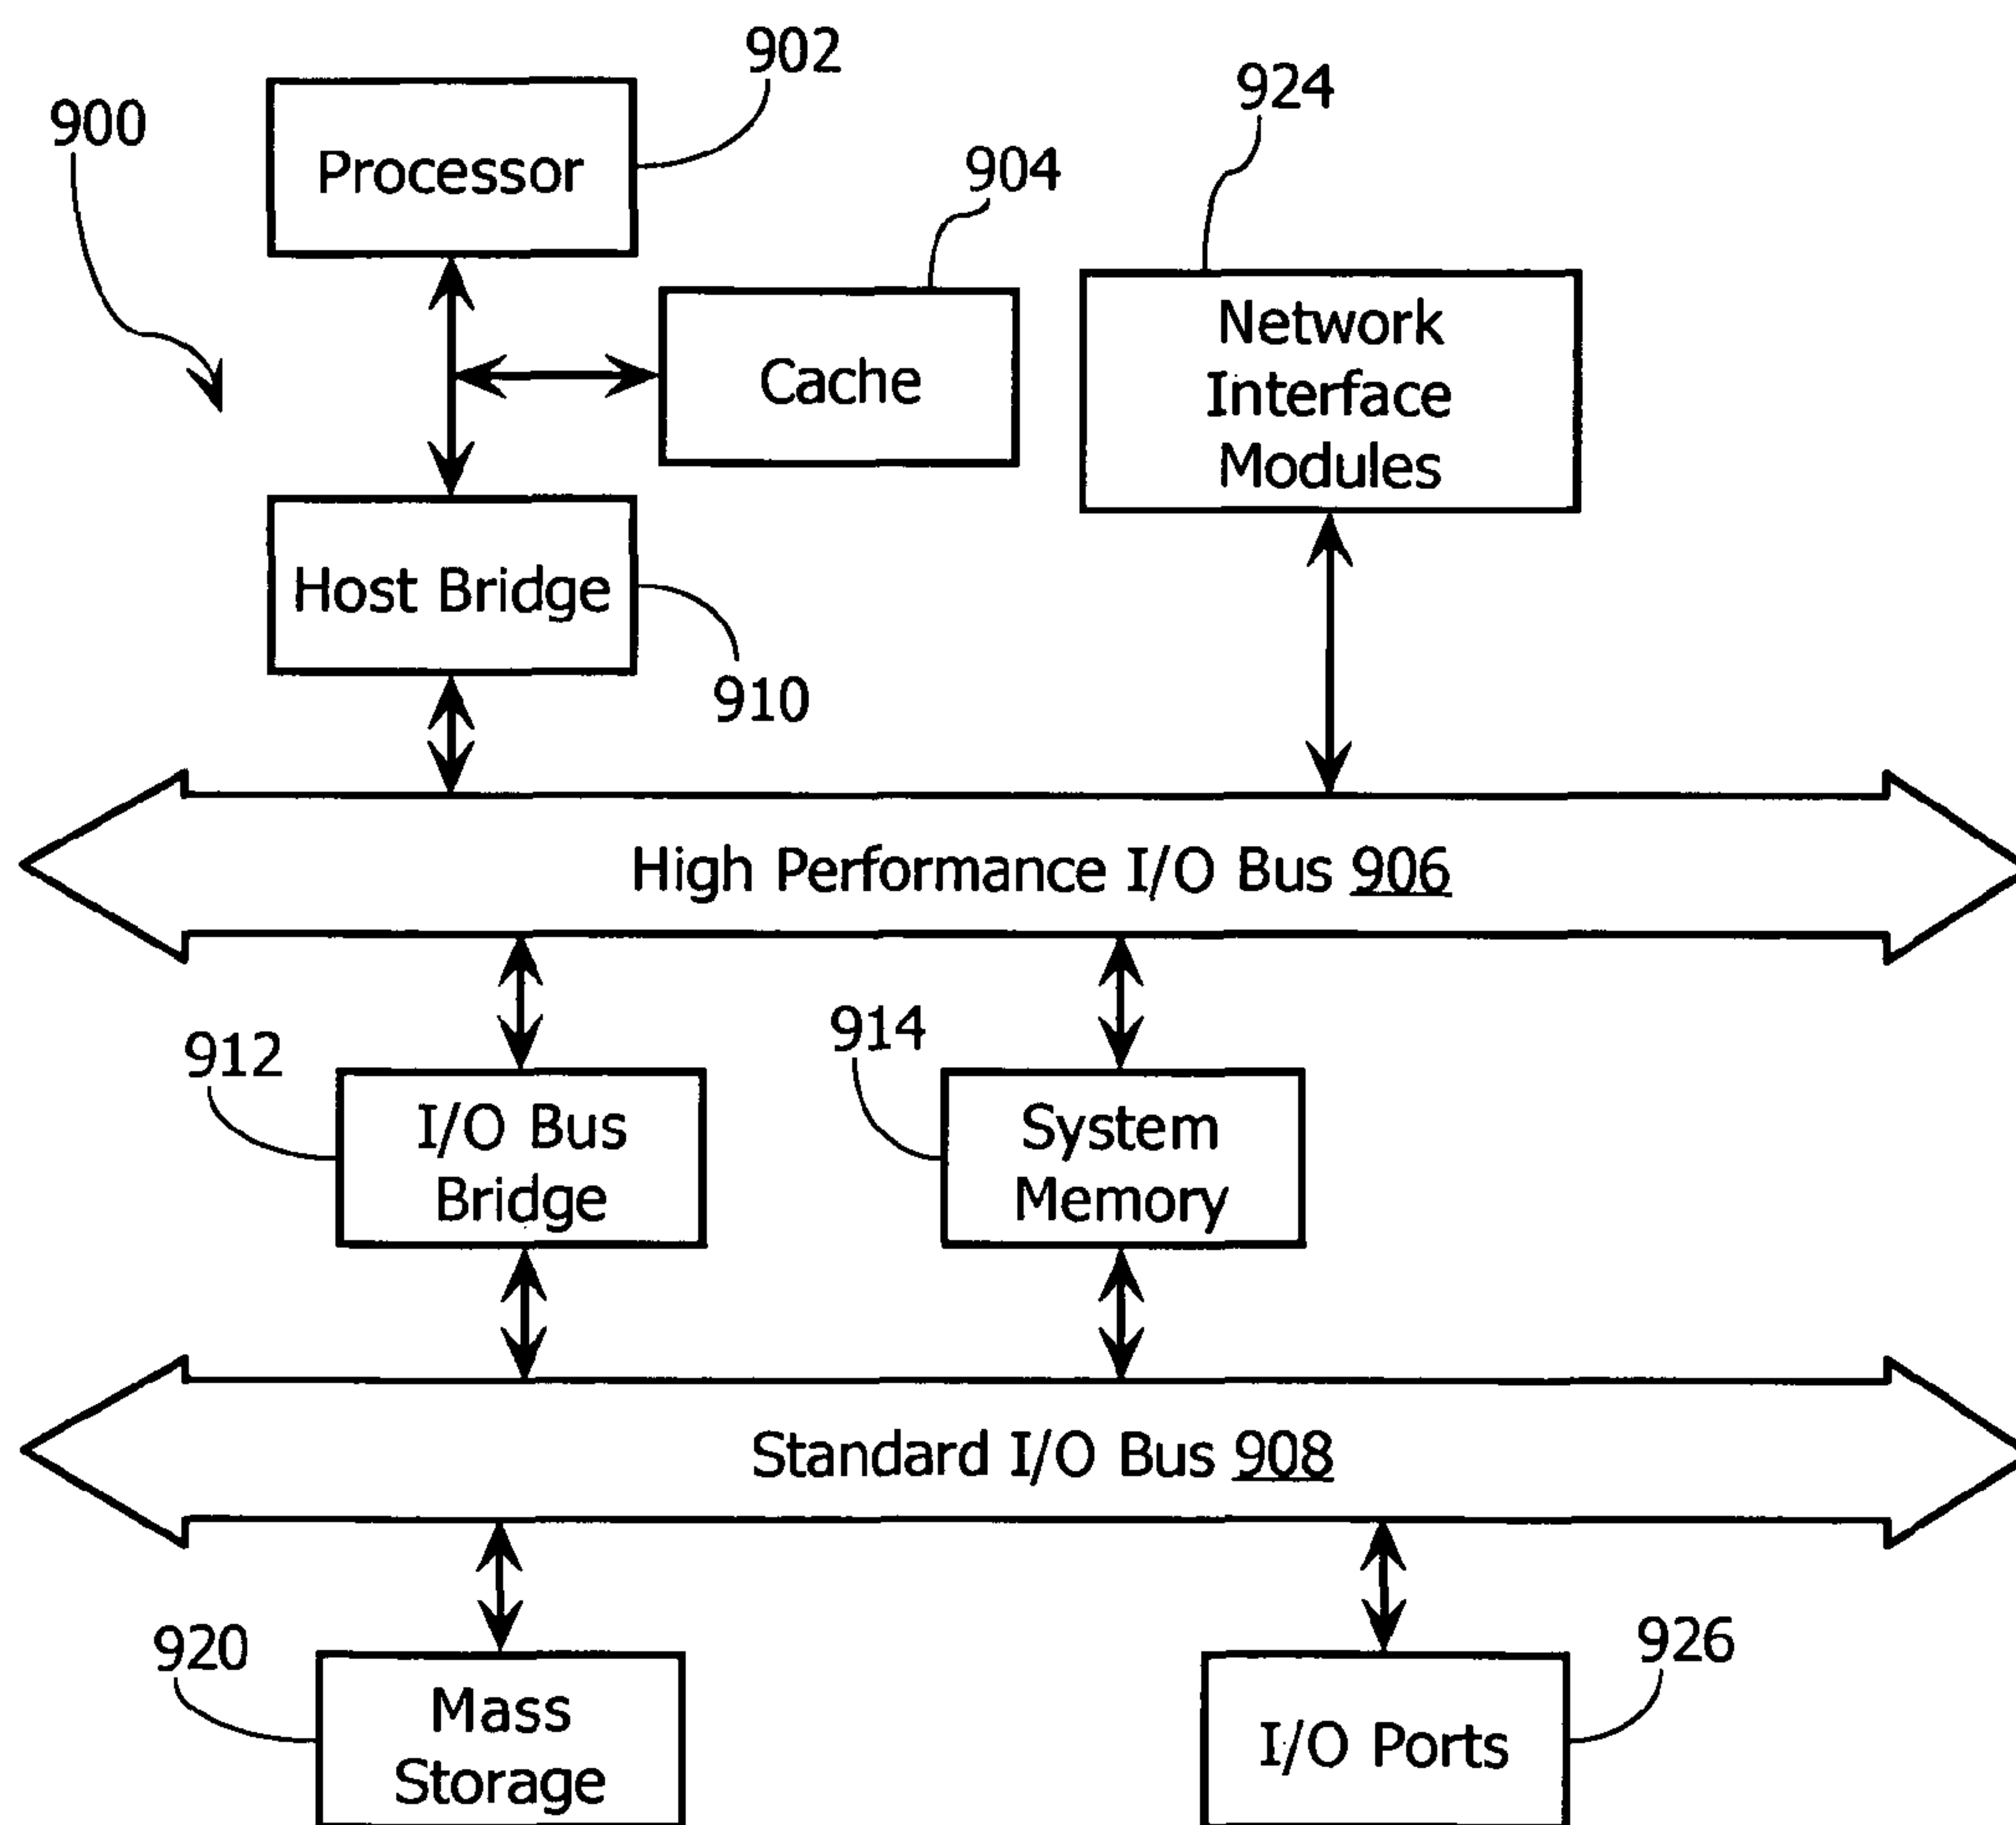 902
924
900
Processor
904
Network
Interface
Modules
Cache
Host Bridge
910
High Performance I/O Bus 906
912
914
I/O Bus
Bridge
System
Memory
Standard I/O Bus 908
920
926
Mass
Storage
I/O Ports